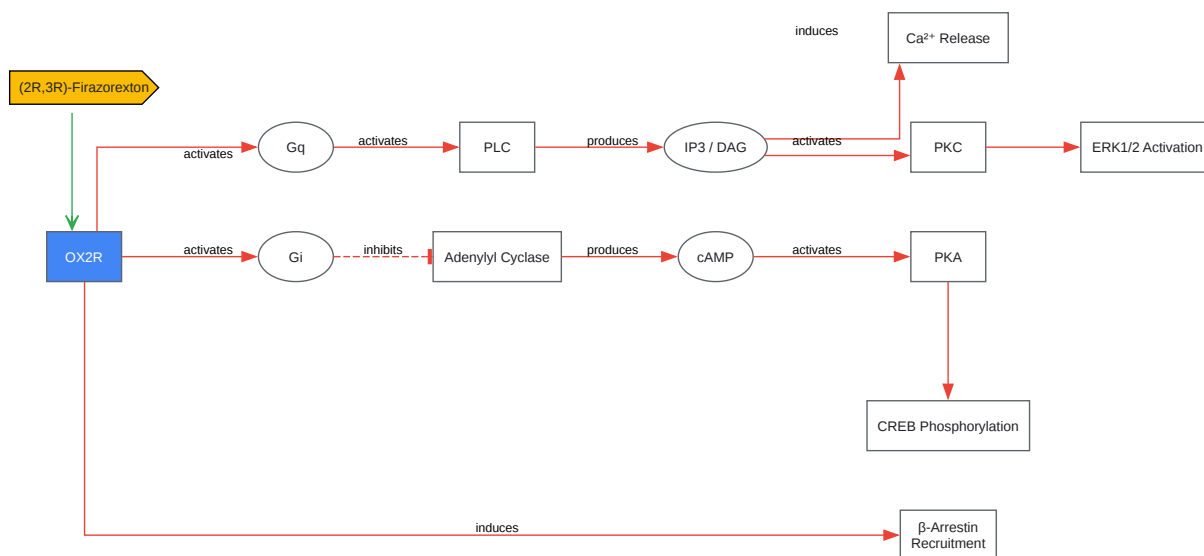 induces
Ca²⁺ Release
(2R,3R)-Firazorexton
activates
Gq
activates
PLC
produces
IP3 / DAG
activates
PKC
ERK1/2 Activation
OX2R
activates
Gi
inhibits
Adenylyl Cyclase
produces
cAMP
activates
PKA
CREB Phosphorylation
induces
β-Arrestin
Recruitment